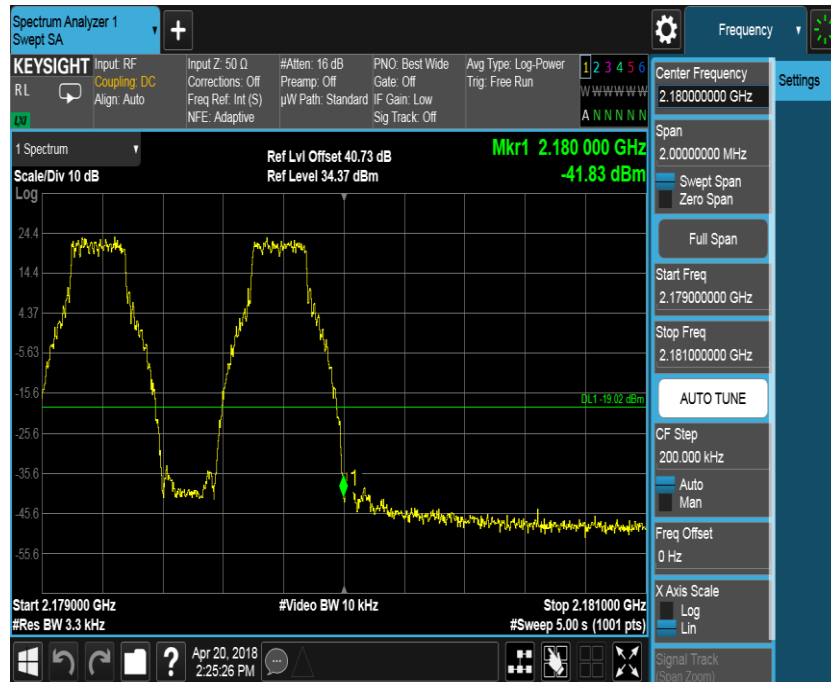 Spectrum Analyzer 1
Swept SA
+
Frequency
KEYSIGHT
RL
LXI
Input: RF
Coupling: DC
Align: Auto
Input Z: 50 Ω
Corrections: Off
Freq Ref: Int (S)
NFE: Adaptive
#Atten: 16 dB
Preamp: Off
µW Path: Standard
PNO: Best Wide
Gate: Off
IF Gain: Low
Sig Track: Off
Avg Type: Log-Power
Trig: Free Run
1 2 3 4 5 6
W W W W W W
A N N N N N
1 Spectrum
Scale/Div 10 dB
Log
Ref Lvl Offset 40.73 dB
Ref Level 34.37 dBm
Mkr1 2.180 000 GHz
-41.83 dBm
24.4
14.4
4.37
-5.63
-15.6
-25.6
-35.6
-45.6
-55.6
DL1 -19.02 dBm
1
Start 2.179000 GHz
#Res BW 3.3 kHz
#Video BW 10 kHz
Stop 2.181000 GHz
#Sweep 5.00 s (1001 pts)
Center Frequency
2.180000000 GHz
Settings
Span
2.00000000 MHz
Swept Span
Zero Span
Full Span
Start Freq
2.179000000 GHz
Stop Freq
2.181000000 GHz
AUTO TUNE
CF Step
200.000 kHz
Auto
Man
Freq Offset
0 Hz
X Axis Scale
Log
Lin
Signal Track
(Span Zoom)
?
Apr 20, 2018
2:25:26 PM